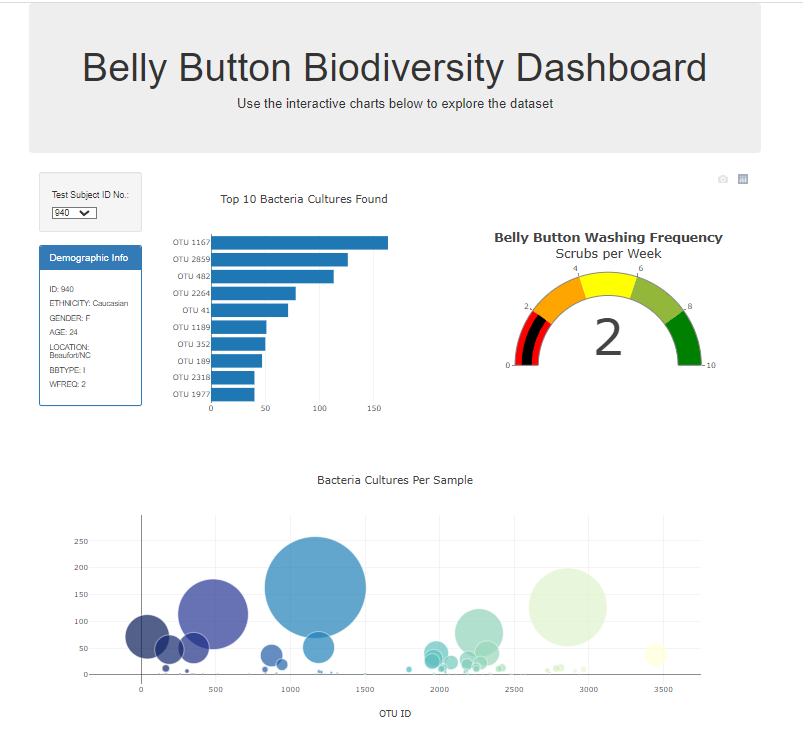 Belly Button Biodiversity Dashboard
Use the interactive charts below to explore the dataset
Test Subject ID No.:
940
Demographic Info
ID: 940
ETHNICITY: Caucasian
GENDER: F
AGE: 24
LOCATION:
Beaufort/NC
BBTYPE: I
WFREQ: 2
Top 10 Bacteria Cultures Found
OTU 1167
OTU 2859
OTU 482
OTU 2264
OTU 41
OTU 1189
OTU 352
OTU 189
OTU 2318
OTU 1977
0 50 100 150
Belly Button Washing Frequency
Scrubs per Week
4 6
2 8
2
0 10
Bacteria Cultures Per Sample
250
200
150
100
50
0
0 500 1000 1500 2000 2500 3000 3500
OTU ID